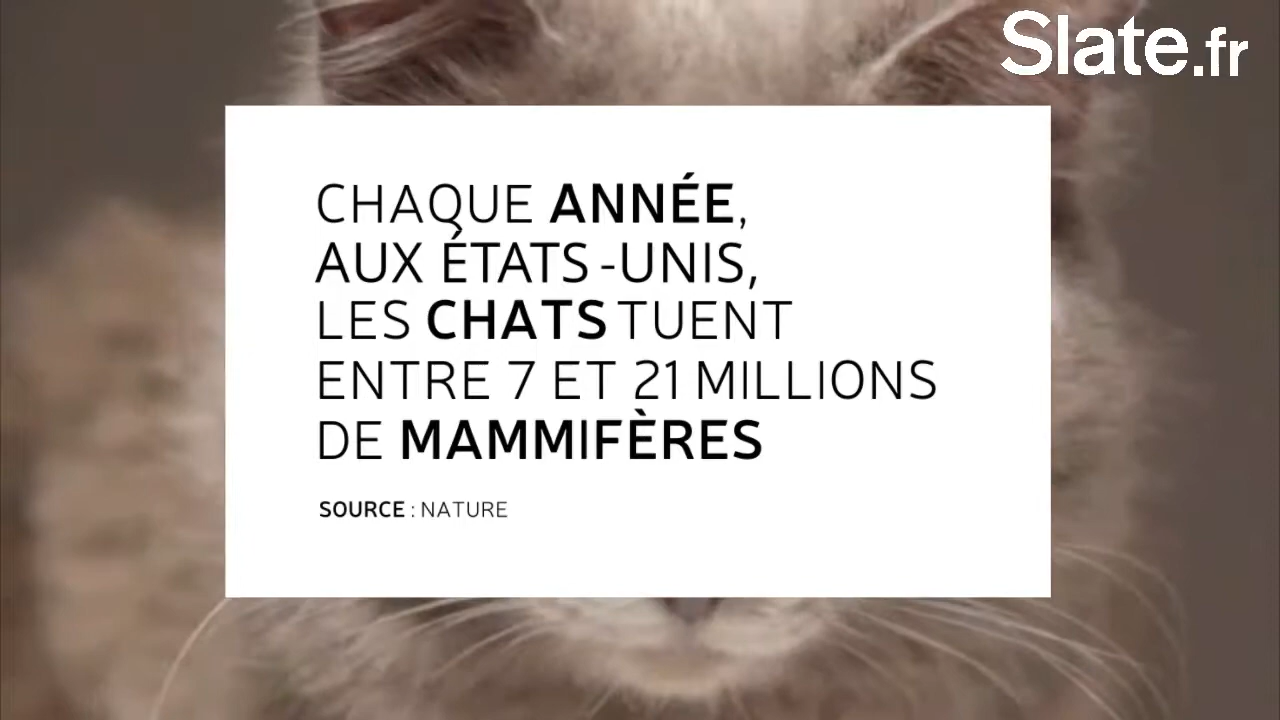 Slate.fr
CHAQUE ANNÉE,
AUX ÉTATS-UNIS,
LES CHATS TUENT
ENTRE 7 ET 21 MILLIONS
DE MAMMIFÈRES
SOURCE : NATURE